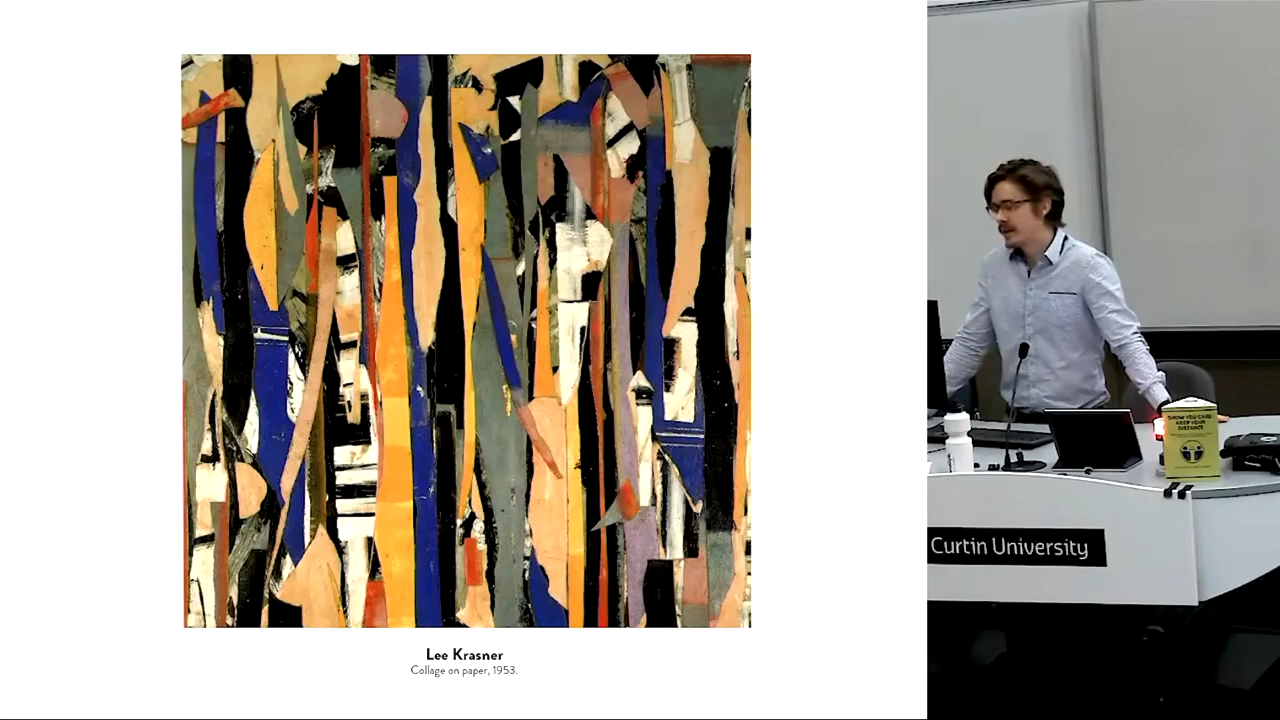 Lee Krasner
Collage on paper, 1953.
SHOW YOU CARE
KEEP YOUR
DISTANCE
Curtin University